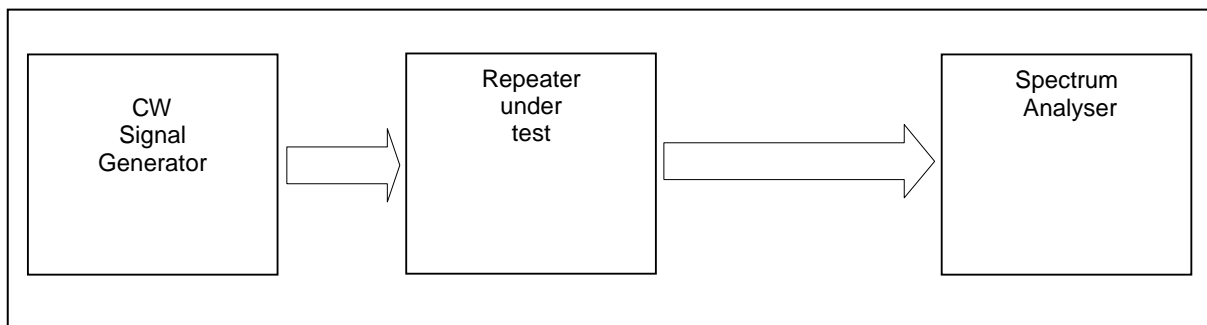 CW
Signal
Generator
Repeater
under
test
Spectrum
Analyser